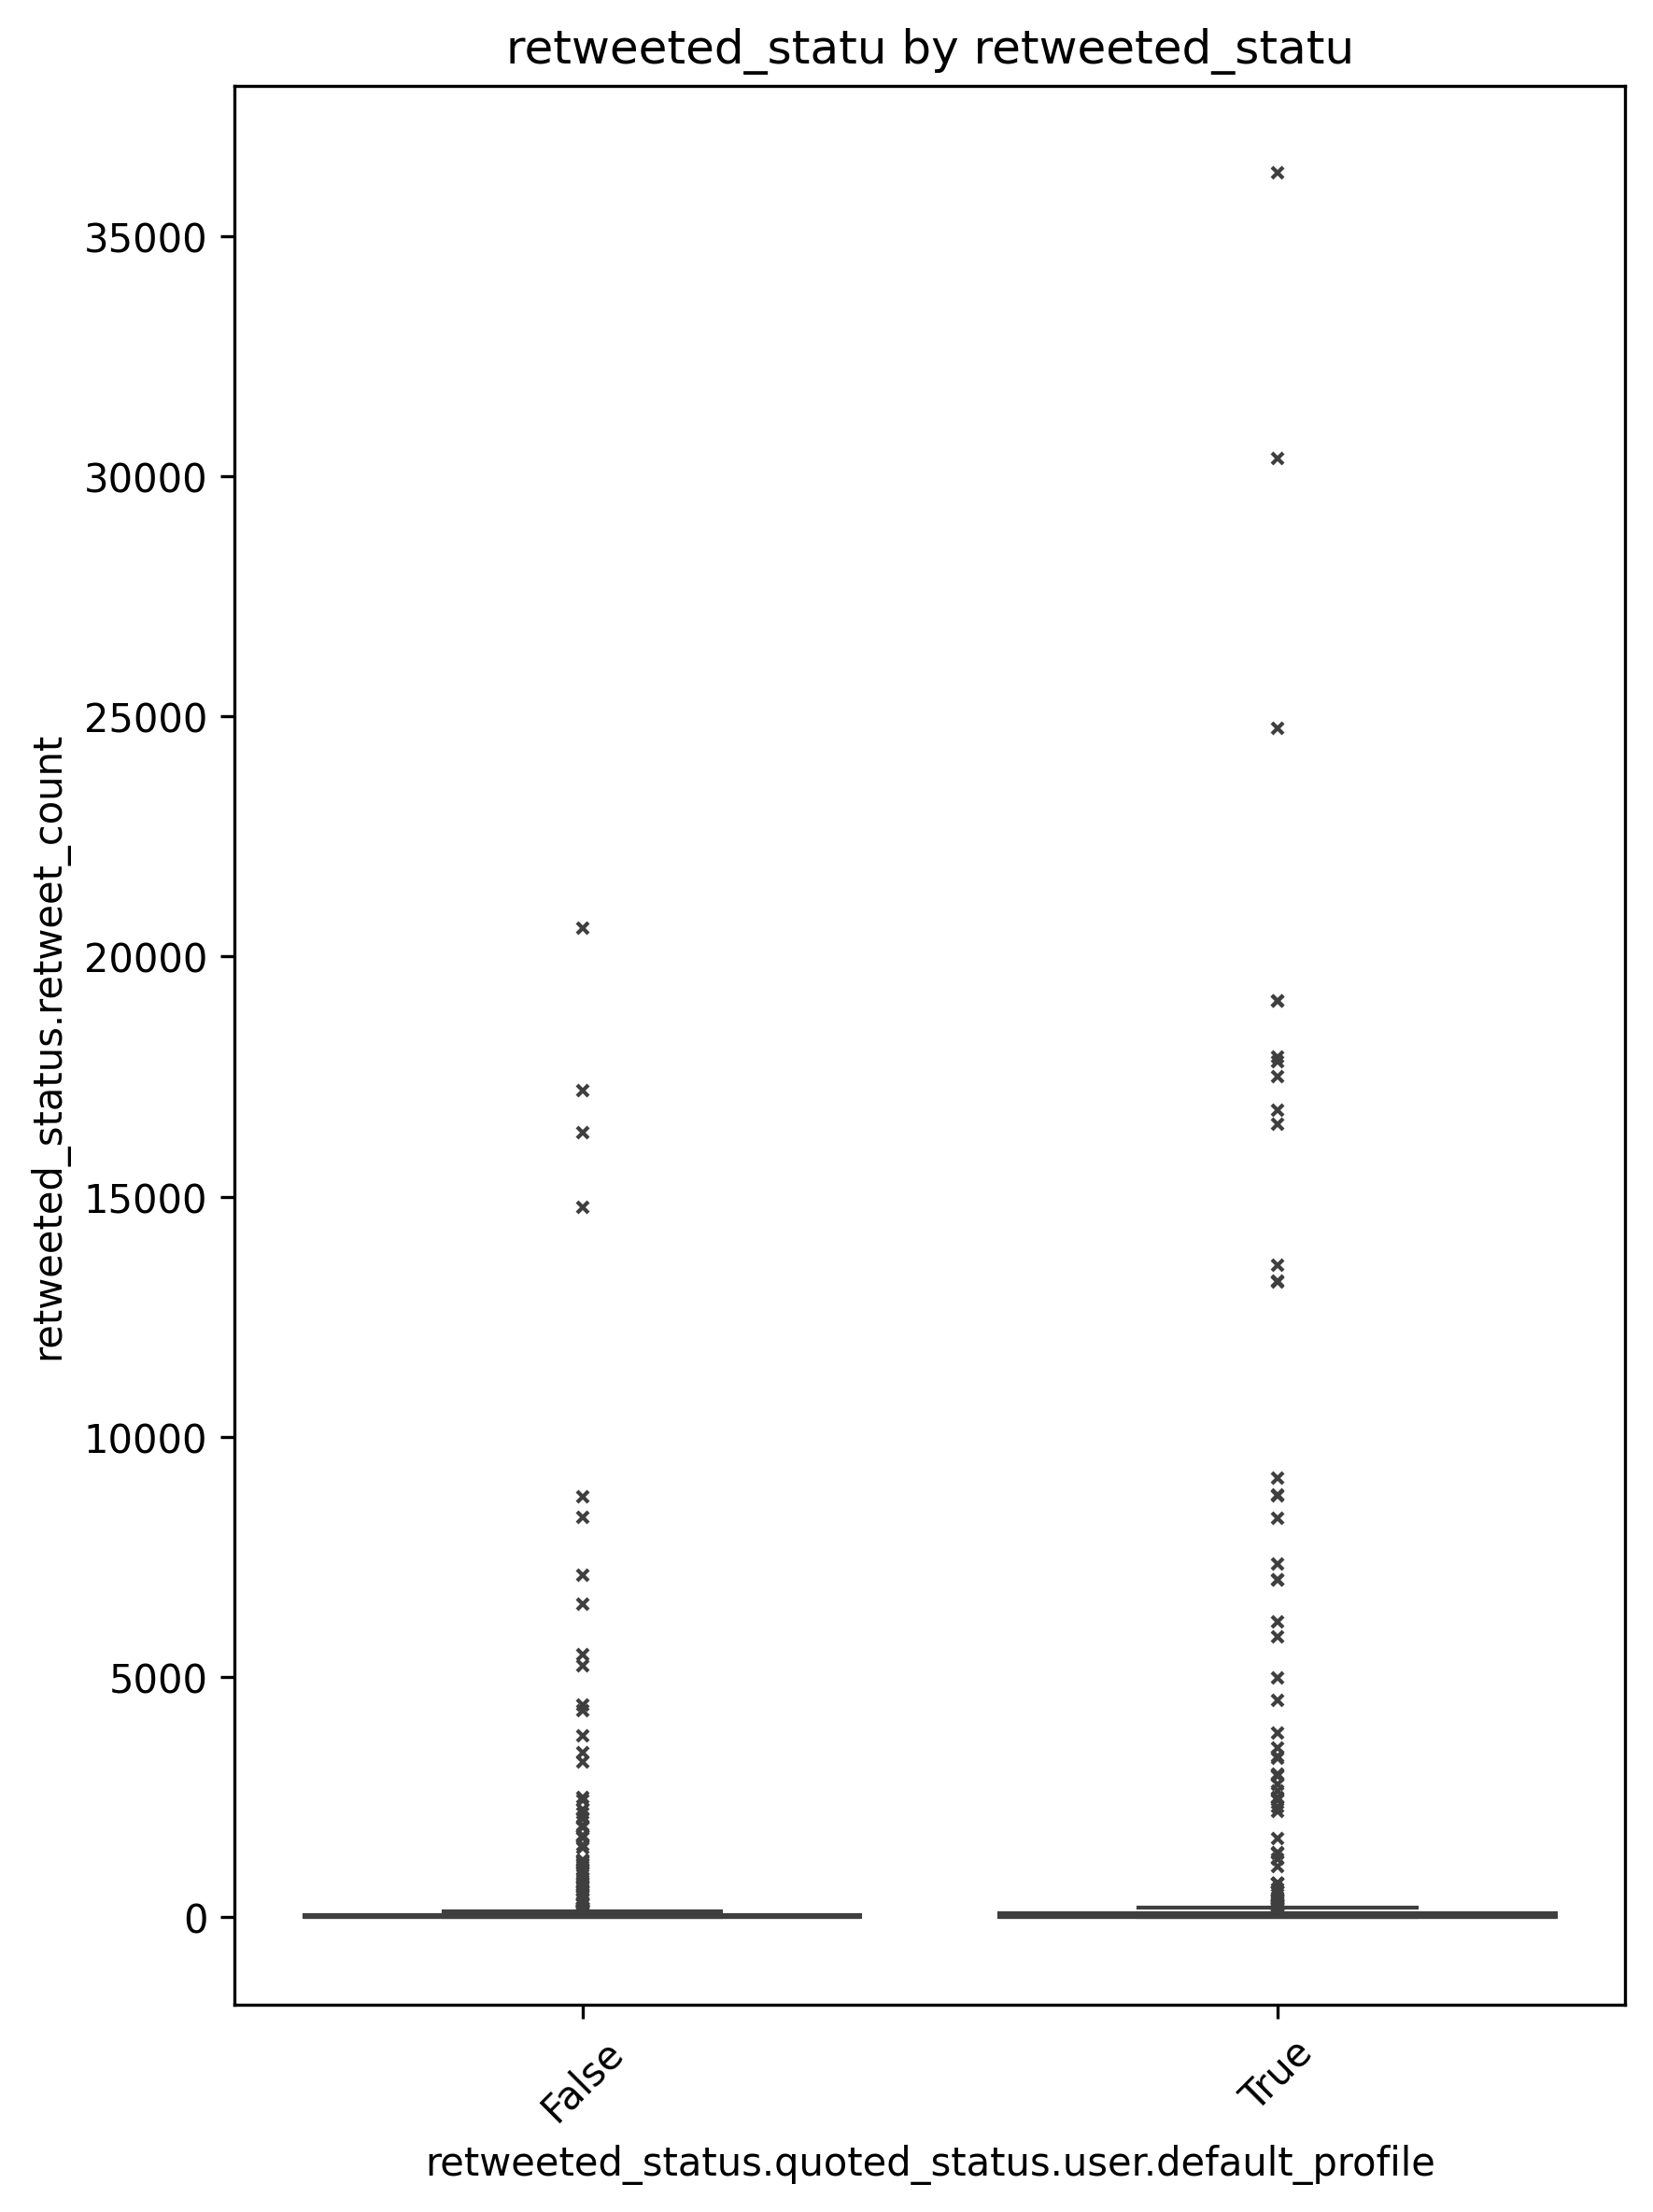 retweeted_statu by retweeted_statu
retweeted_status.retweet_count
35000
30000
25000
20000
15000
10000
5000
0
False
True
retweeted_status.quoted_status.user.default_profile